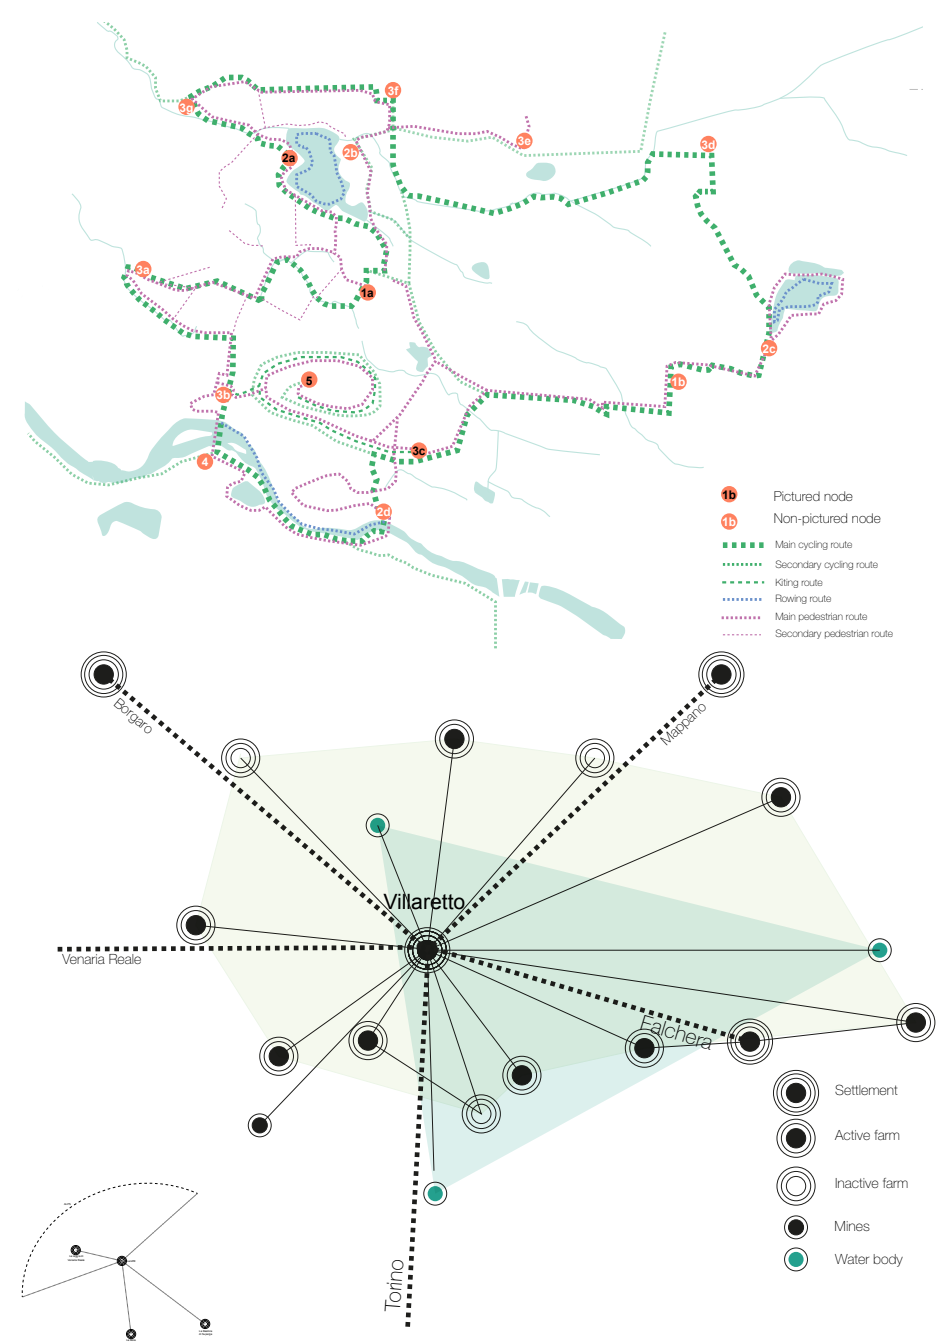 3f
3g
3e
3d
2b
2a
3a
1a
2c
5
1b
3b
3c
4
2d
1b Pictured node
1b Non-pictured node
Main cycling route
Secondary cycling route
Kiting route
Rowing route
Main pedestrian route
Secondary pedestrian route
Borgaro
Mappano
Villaretto
Venaria Reale
Falchera
Torino
Settlement
Active farm
Inactive farm
Mines
Water body